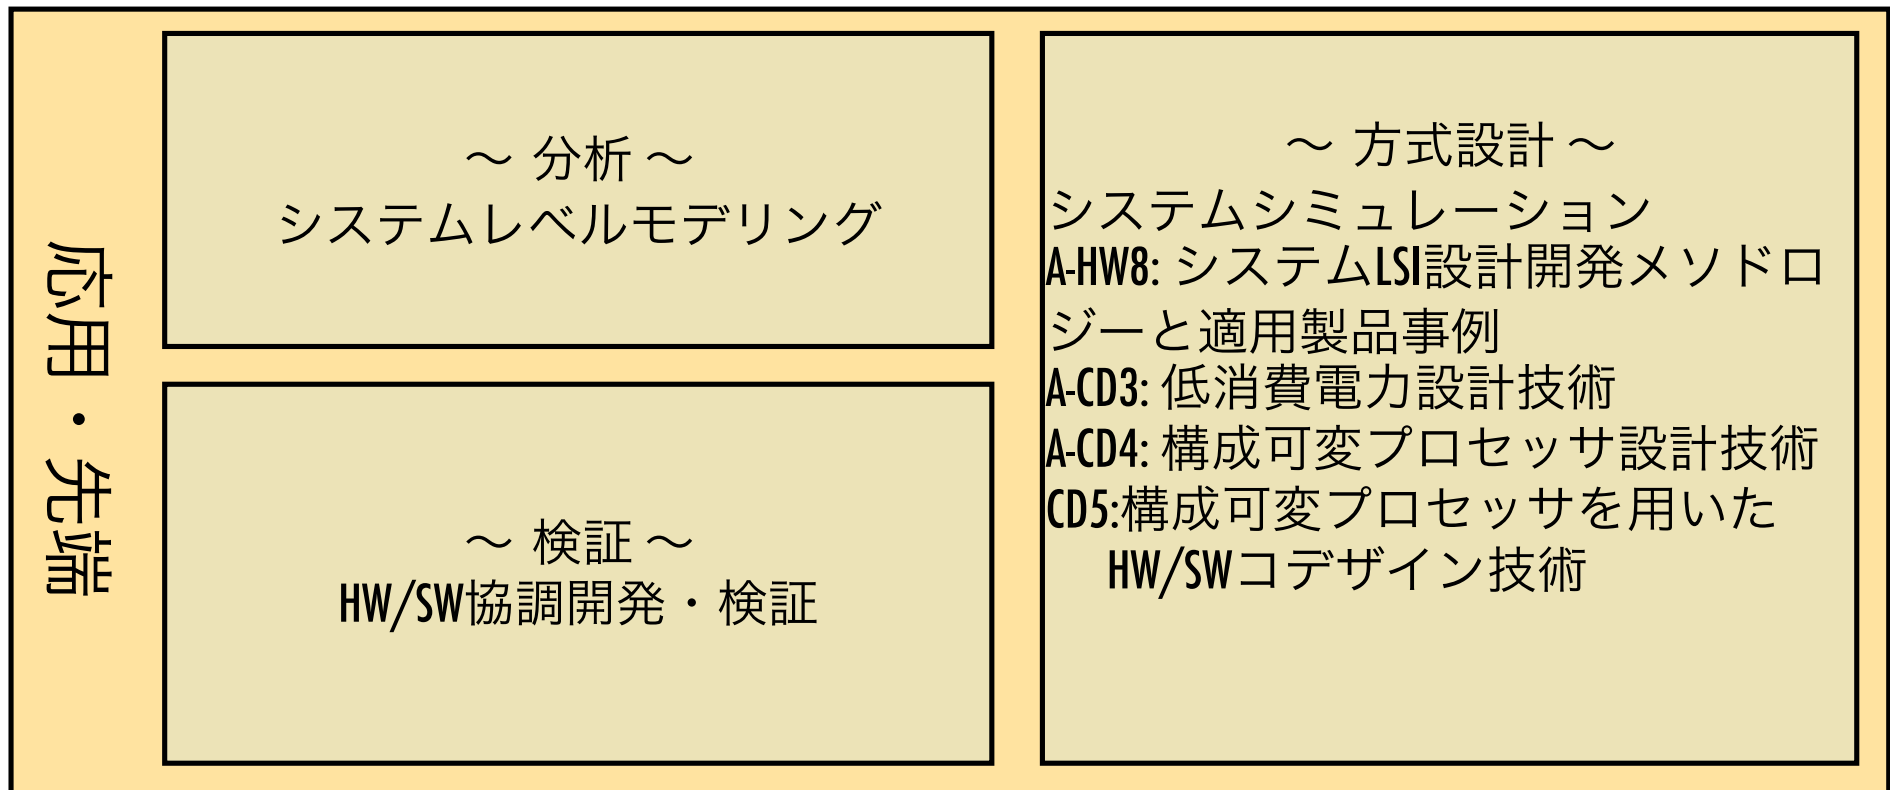 応用・先端
～ 分析 ～
システムレベルモデリング
～ 検証 ～
HW/SW協調開発・検証
～ 方式設計 ～
システムシミュレーション
A-HW8: システムLSI設計開発メソドロ
ジーと適用製品事例
A-CD3: 低消費電力設計技術
A-CD4: 構成可変プロセッサ設計技術
CD5:構成可変プロセッサを用いた
HW/SWコデザイン技術